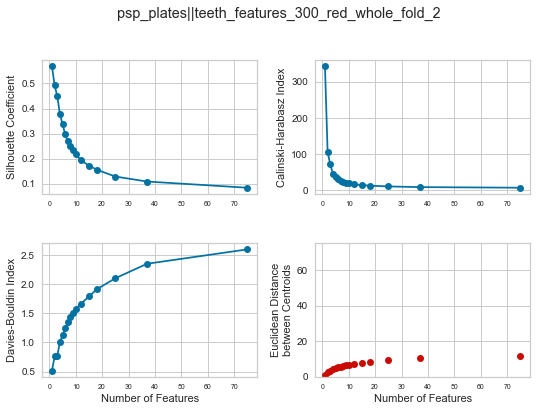 psp_plates||teeth_features_300_red_whole_fold_2
Silhouette Coefficient
0.5
0.4
0.3
0.2
0.1
0 10 20 30 40 50 60 70
Calinski-Harabasz Index
300
200
100
0
0 10 20 30 40 50 60 70
Davies-Bouldin Index
2.5
2.0
1.5
1.0
0.5
0 10 20 30 40 50 60 70
Number of Features
Euclidean Distance
between Centroids
60
40
20
0
0 10 20 30 40 50 60 70
Number of Features